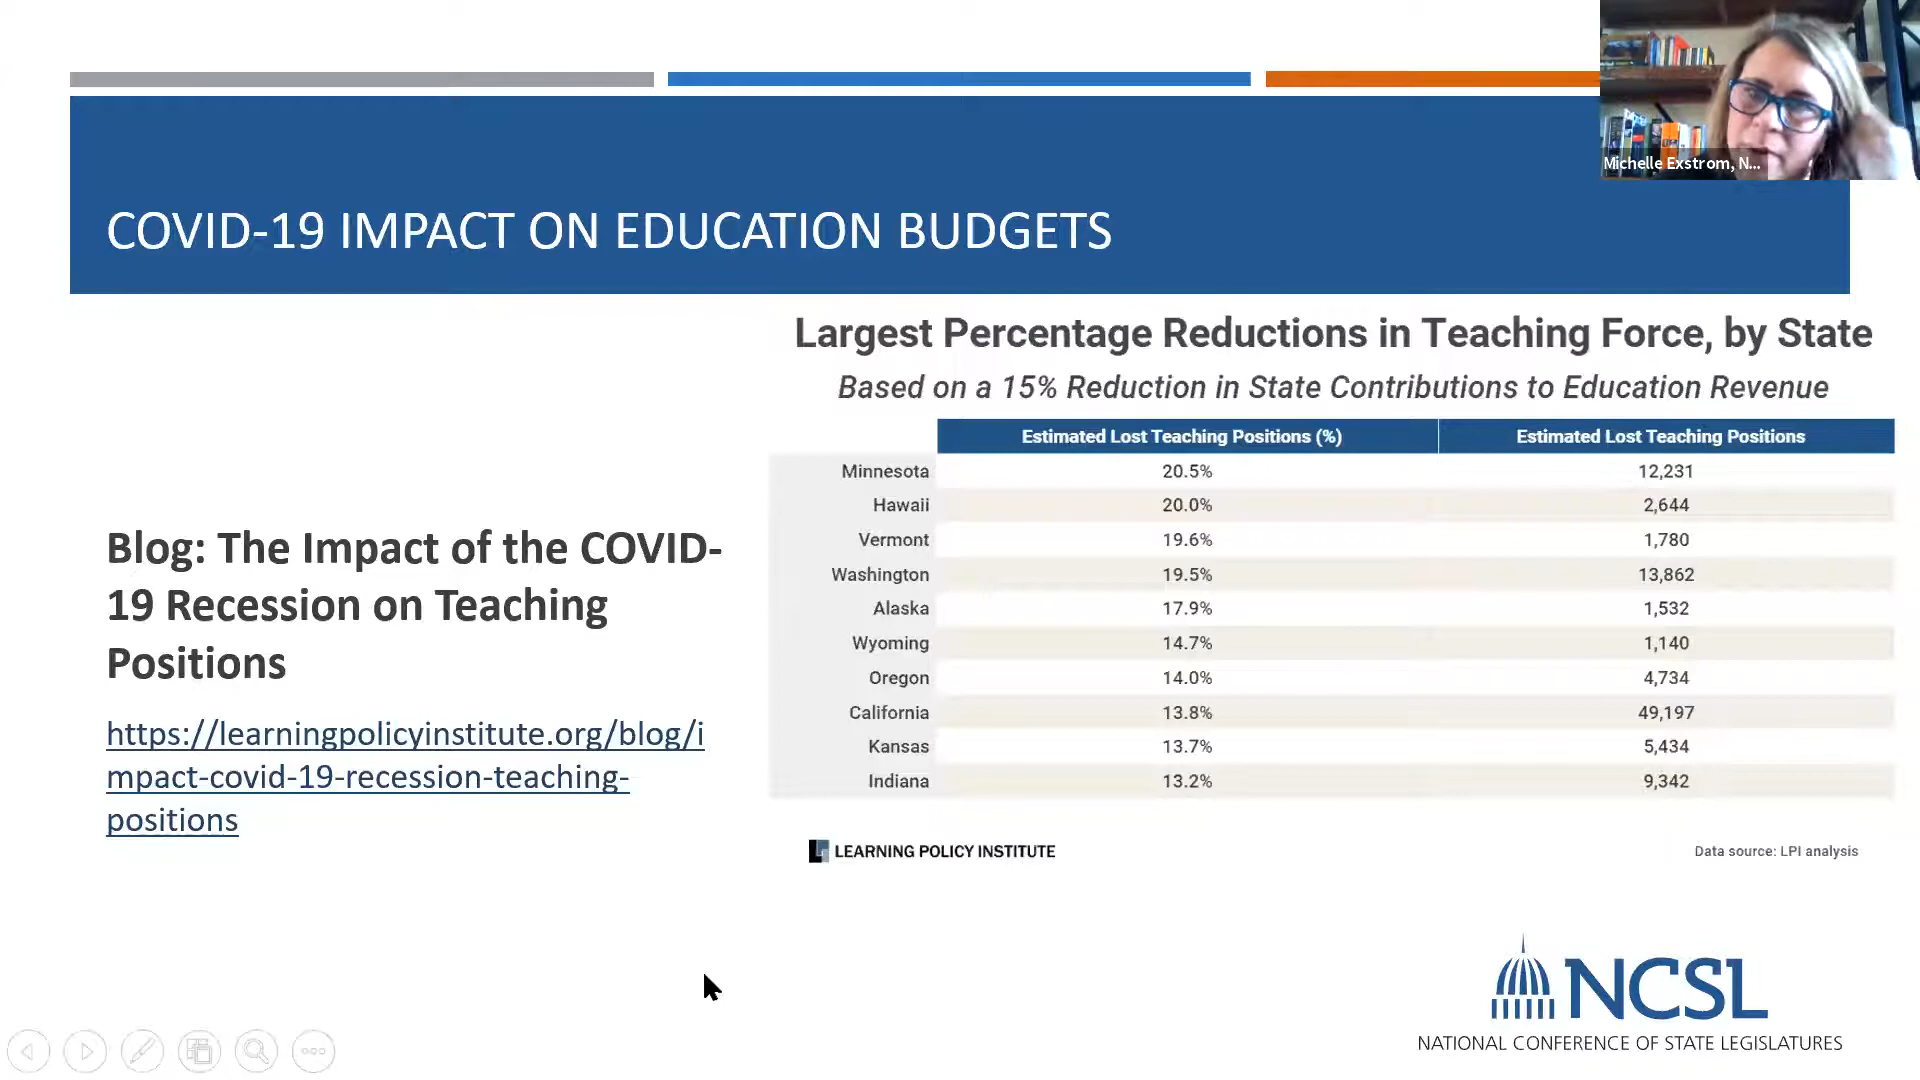 Michelle Exstrom, N...
COVID-19 IMPACT ON EDUCATION BUDGETS
Blog: The Impact of the COVID-
19 Recession on Teaching
Positions
https://learningpolicyinstitute.org/blog/i
mpact-covid-19-recession-teaching-
positions
Largest Percentage Reductions in Teaching Force, by State
Based on a 15% Reduction in State Contributions to Education Revenue
Estimated Lost Teaching Positions (%) Estimated Lost Teaching Positions
Minnesota 20.5% 12,231
Hawaii 20.0% 2,644
Vermont 19.6% 1,780
Washington 19.5% 13,862
Alaska 17.9% 1,532
Wyoming 14.7% 1,140
Oregon 14.0% 4,734
California 13.8% 49,197
Kansas 13.7% 5,434
Indiana 13.2% 9,342
LEARNING POLICY INSTITUTE
Data source: LPI analysis
NCSL
NATIONAL CONFERENCE OF STATE LEGISLATURES